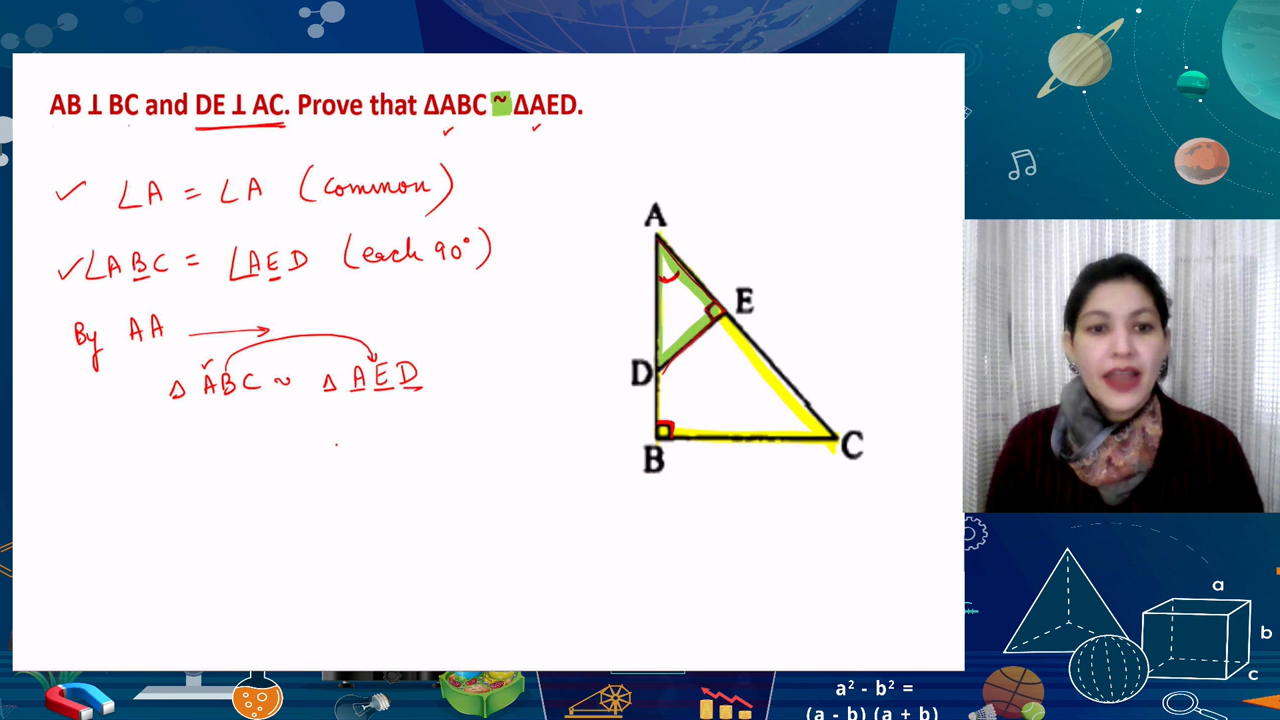 AB ⊥ BC and DE ⊥ AC. Prove that ΔABC ~ ΔAED.
∠A = ∠A (Common)
∠ABC = ∠AED (each 90°)
By AA
Δ ABC ~ Δ AED
A
E
D
B
C
a
b
c
a² - b² =
(a - b) (a + b)